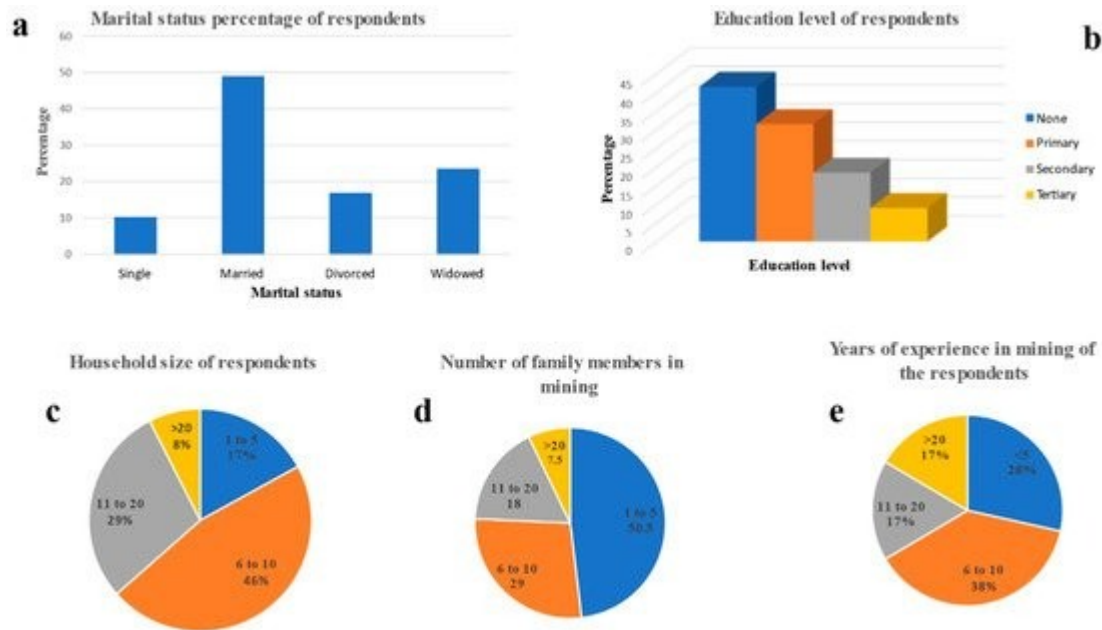 a
Marital status percentage of respondents
60
50
40
30
20
10
0
Percentage
Single Married Divorced Widowed
Marital status
Education level of respondents
b
45
40
35
30
25
20
15
10
5
0
Percentage
Education level
None
Primary
Secondary
Tertiary
Household size of respondents
c
>20
8%
1 to 5
17%
11 to 20
29%
6 to 10
46%
Number of family members in
mining
d
>20
7.5
11 to 20
18
1 to 5
50.5
6 to 10
29
Years of experience in mining of
the respondents
e
>20
17%
<5
28%
11 to 20
17%
6 to 10
38%